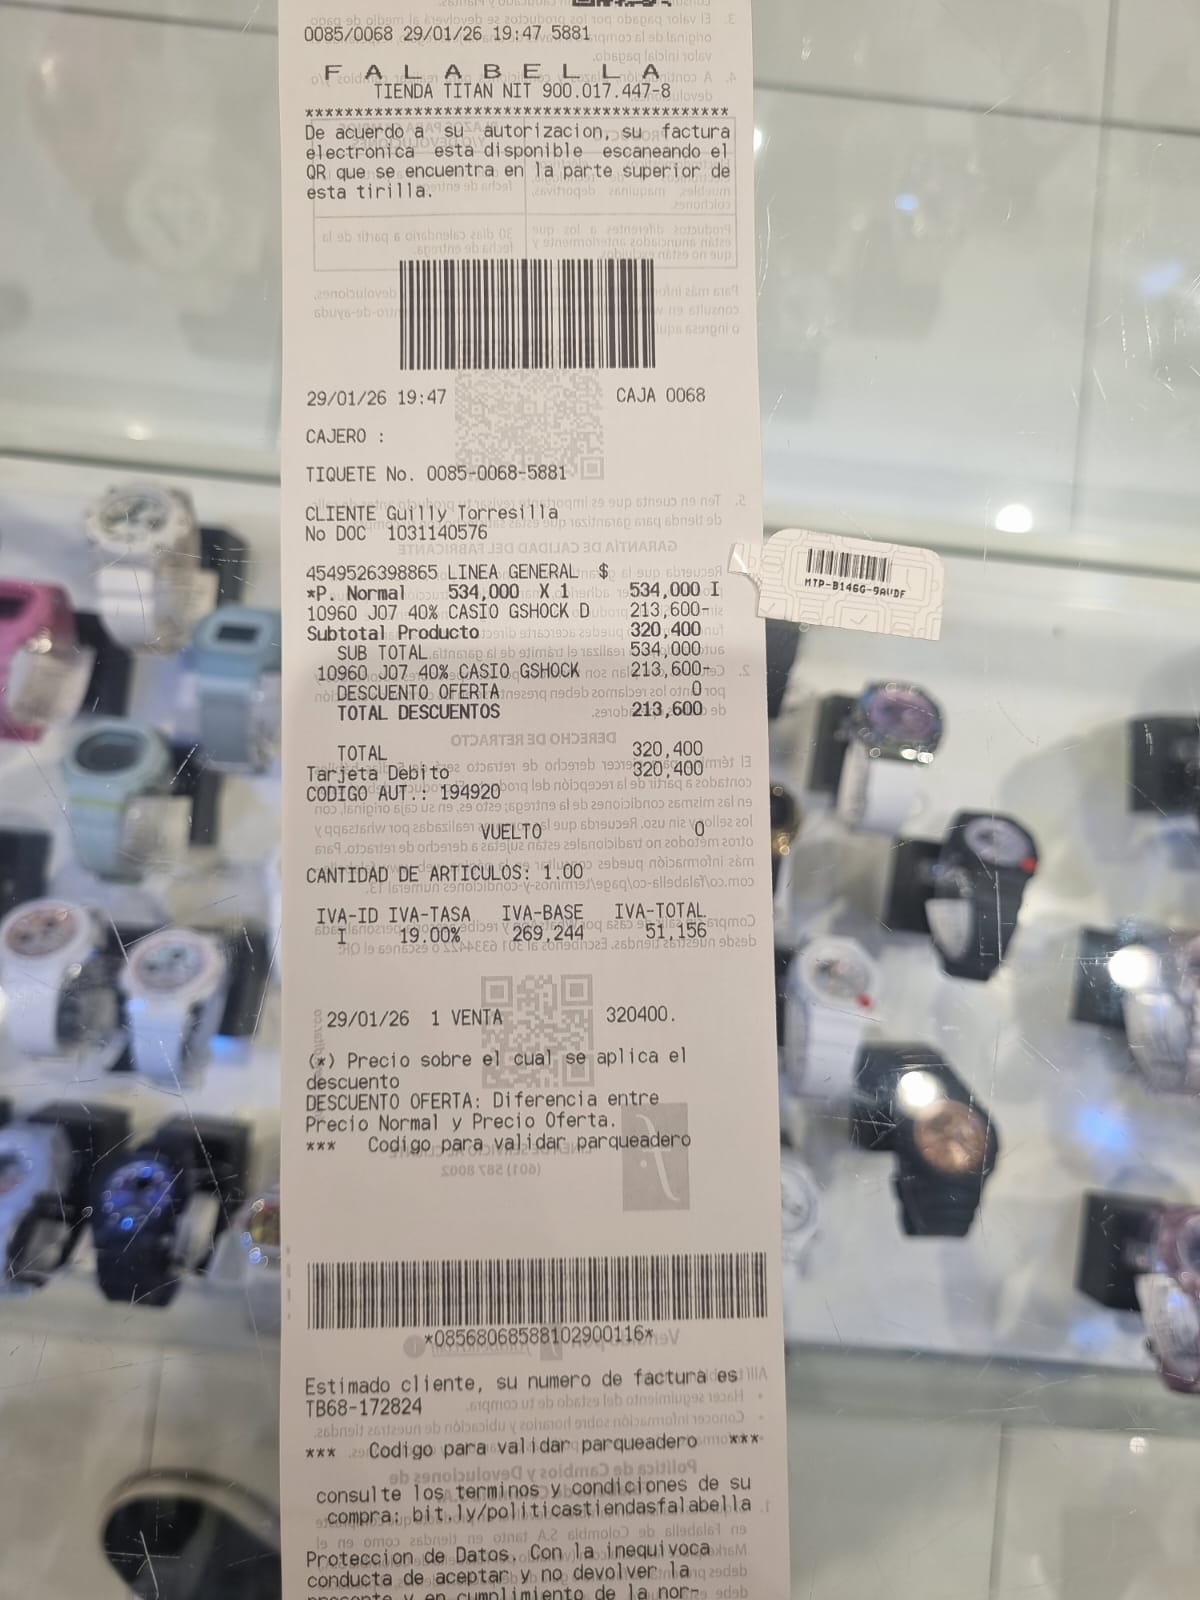 0085/0068 29/01/26 19:47 5881
F A L A B E L L A
TIENDA TITAN NIT 900.017.447-8
******************************************
De acuerdo a su autorizacion, su factura
electronica esta disponible escaneando el
QR que se encuentra en la parte superior de
esta tirilla.
29/01/26 19:47 CAJA 0068
CAJERO :
TIQUETE No. 0085-0068-5881
CLIENTE Guilly Torresilla
No DOC 1031140576
4549526398865 LINEA GENERAL $
*P. Normal 534,000 X 1 534,000 I
10960 J07 40% CASIO GSHOCK D 213,600-
Subtotal Producto 320,400
SUB TOTAL 534,000
10960 J07 40% CASIO GSHOCK 213,600-
DESCUENTO OFERTA 0
TOTAL DESCUENTOS 213,600
TOTAL 320,400
Tarjeta Debito 320,400
CODIGO AUT.: 194920
VUELTO 0
CANTIDAD DE ARTICULOS: 1.00
IVA-ID IVA-TASA IVA-BASE IVA-TOTAL
I 19.00% 269,244 51,156
29/01/26 1 VENTA 320400.
(*) Precio sobre el cual se aplica el
descuento
DESCUENTO OFERTA: Diferencia entre
Precio Normal y Precio Oferta.
*** Codigo para validar parqueadero
*08568068588102900116*
Estimado cliente, su numero de factura es
TB68-172824
*** Codigo para validar parqueadero ***
consulte los terminos y condiciones de su
compra: bit.ly/politicastiendasfalabella
Proteccion de Datos. Con la inequivoca
conducta de aceptar y no devolver la
presente y en cumplimiento de la nor-
MTP-B146G-9AVDF